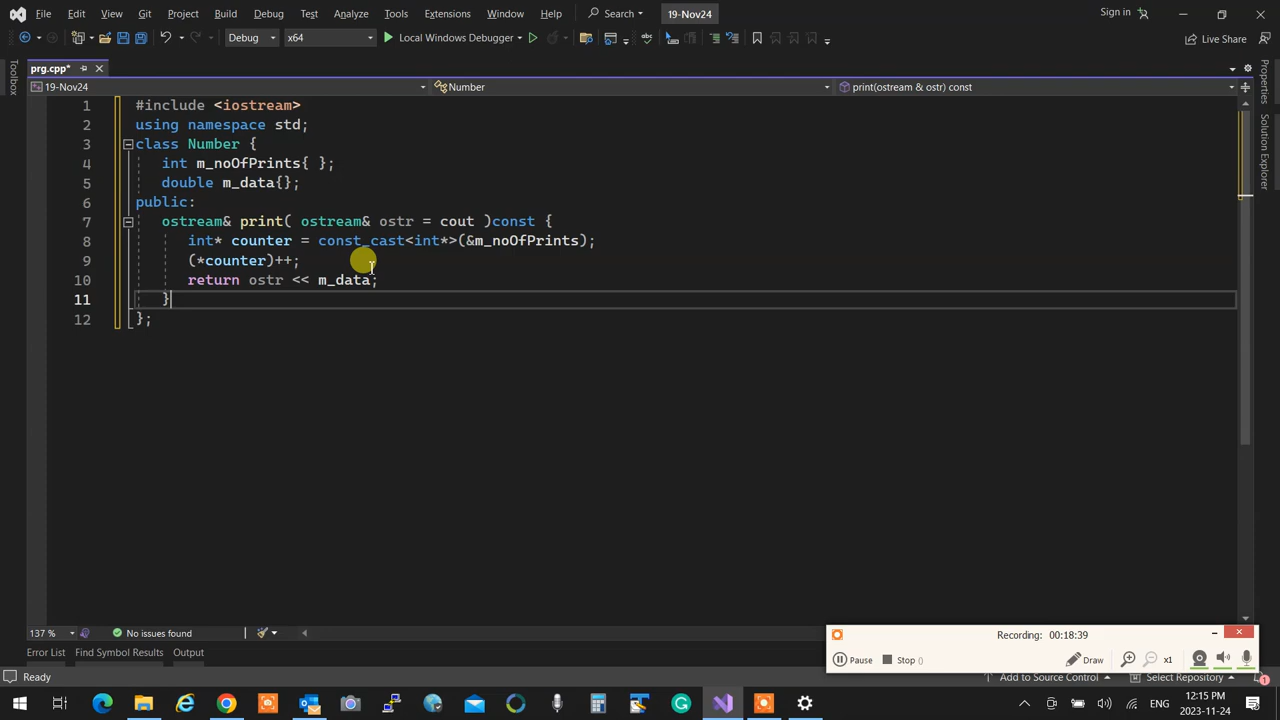 File Edit View Git Project Build Debug Test Analyze Tools Extensions Window Help Search 19-Nov24 Sign in
Debug x64 Local Windows Debugger Live Share
prg.cpp*
19-Nov24 Number print(ostream & ostr) const
Toolbox
Properties
Solution Explorer
1 #include <iostream>
2 using namespace std;
3 class Number {
4 int m_noOfPrints{ };
5 double m_data{};
6 public:
7 ostream& print( ostream& ostr = cout )const {
8 int* counter = const_cast<int*>(&m_noOfPrints);
9 (*counter)++;
10 return ostr << m_data;
11 }
12 };
137 % No issues found
Recording: 00:18:39
Error List Find Symbol Results Output
Pause Stop () Draw x1
Ready Add to Source Control Select Repository 1
ENG 12:15 PM
2023-11-24